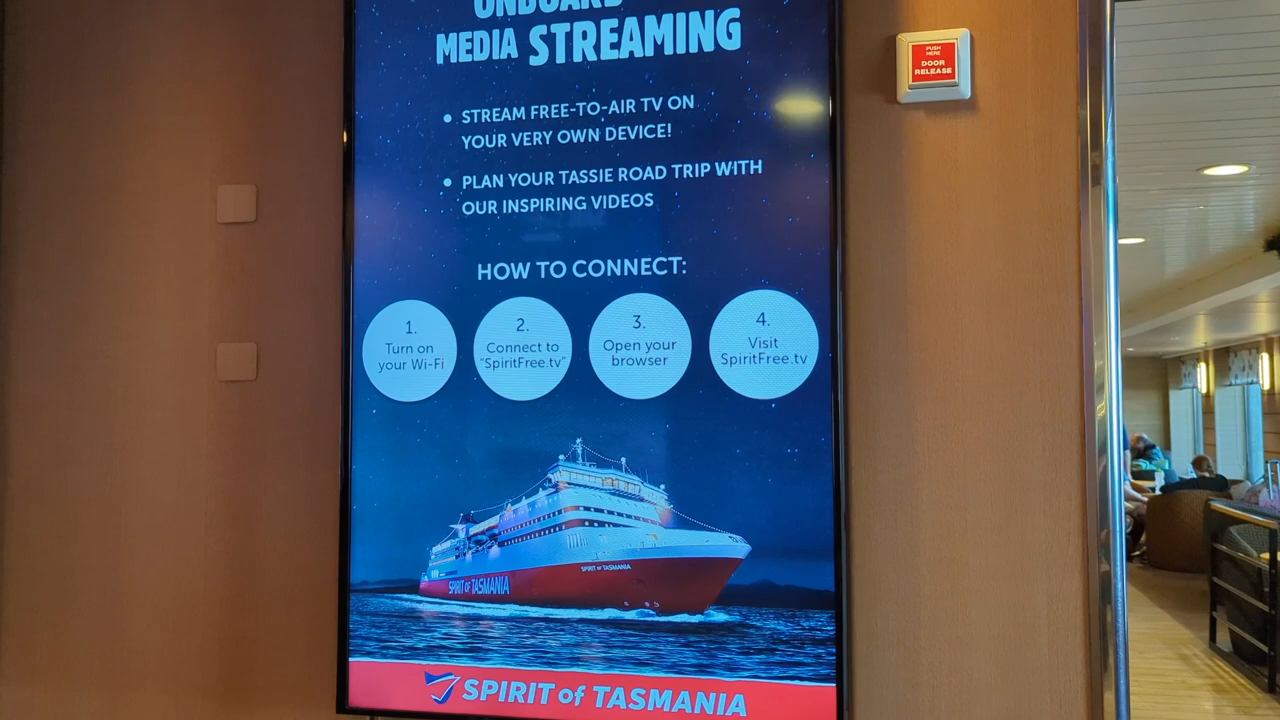 ONBOARD
MEDIA STREAMING
PUSH
HERE
DOOR
RELEASE
• STREAM FREE-TO-AIR TV ON
YOUR VERY OWN DEVICE!
• PLAN YOUR TASSIE ROAD TRIP WITH
OUR INSPIRING VIDEOS
HOW TO CONNECT:
1.
Turn on
your Wi-Fi
2.
Connect to
"SpiritFree.tv"
3.
Open your
browser
4.
Visit
SpiritFree.tv
SPIRIT OF TASMANIA
SPIRIT OF TASMANIA
SPIRIT of TASMANIA